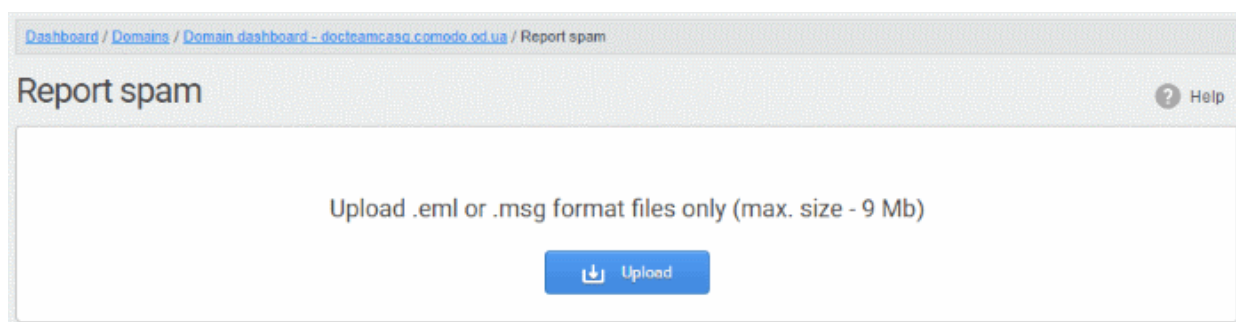 Dashboard / Domains / Domain dashboard - docteamcasg.comodo.od.ua / Report spam
Report spam
? Help
Upload .eml or .msg format files only (max. size - 9 Mb)
Upload